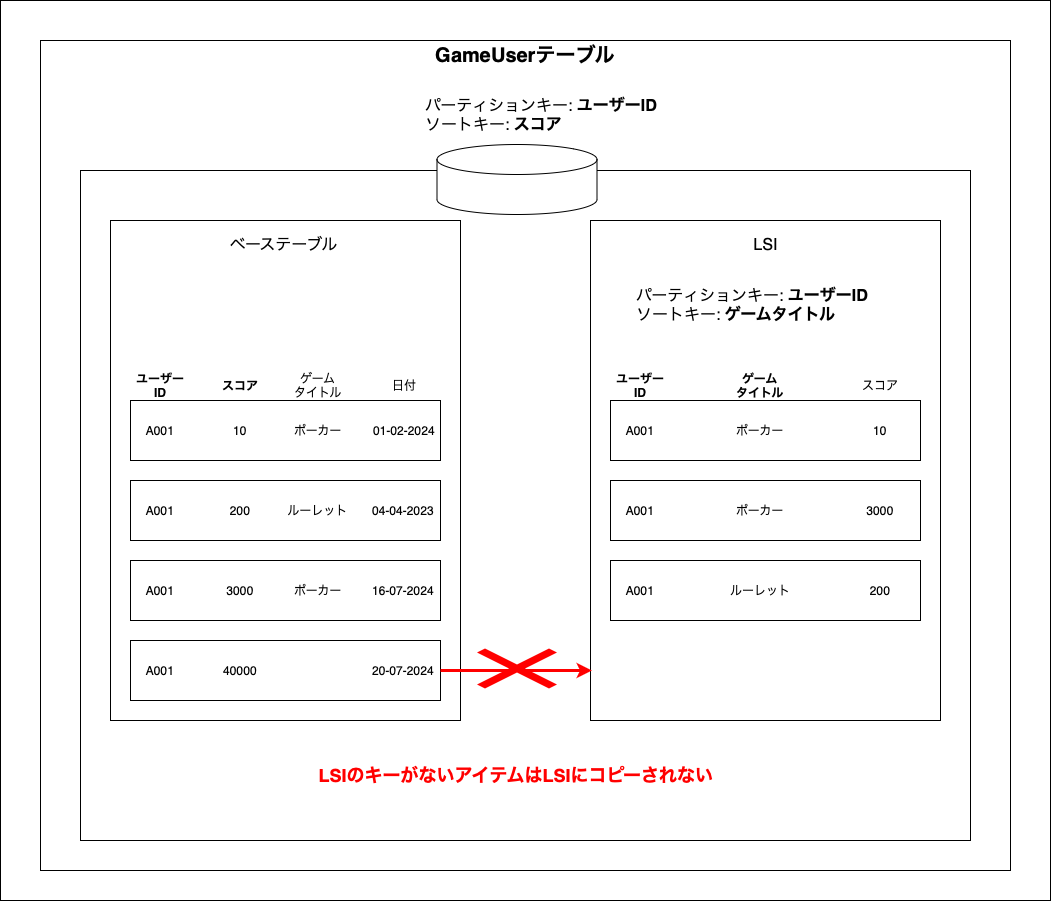 GameUserテーブル
パーティションキー: ユーザーID
ソートキー: スコア
ベーステーブル
ユーザー
ID
スコア
ゲーム
タイトル
日付
A001 10 ポーカー 01-02-2024
A001 200 ルーレット 04-04-2023
A001 3000 ポーカー 16-07-2024
A001 40000 20-07-2024
LSI
パーティションキー: ユーザーID
ソートキー: ゲームタイトル
ユーザー
ID
ゲーム
タイトル
スコア
A001 ポーカー 10
A001 ポーカー 3000
A001 ルーレット 200
LSIのキーがないアイテムはLSIにコピーされない